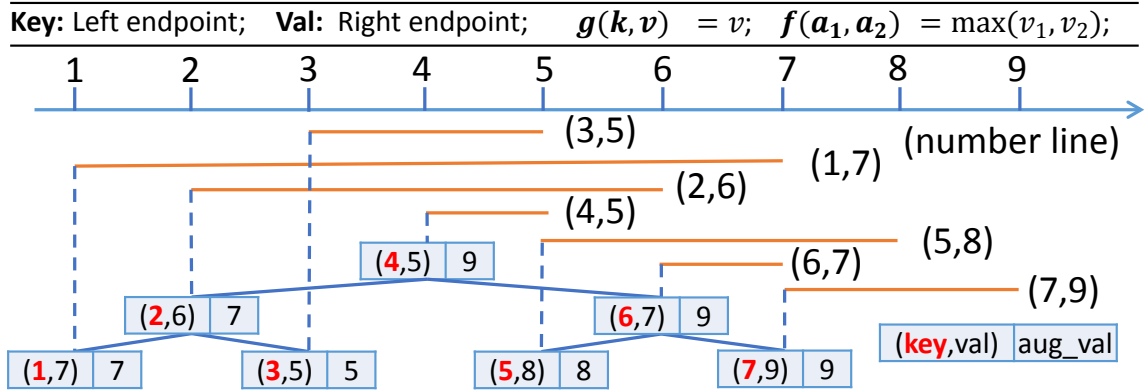 Key: Left endpoint; Val: Right endpoint; g(k, v) = v; f(a₁, a₂) = max(v₁, v₂);
1 2 3 4 5 6 7 8 9
(3,5) (number line)
(1,7)
(2,6)
(4,5)
(5,8)
(4,5) 9 (6,7)
(7,9)
(2,6) 7 (6,7) 9
(key,val) aug_val
(1,7) 7 (3,5) 5 (5,8) 8 (7,9) 9